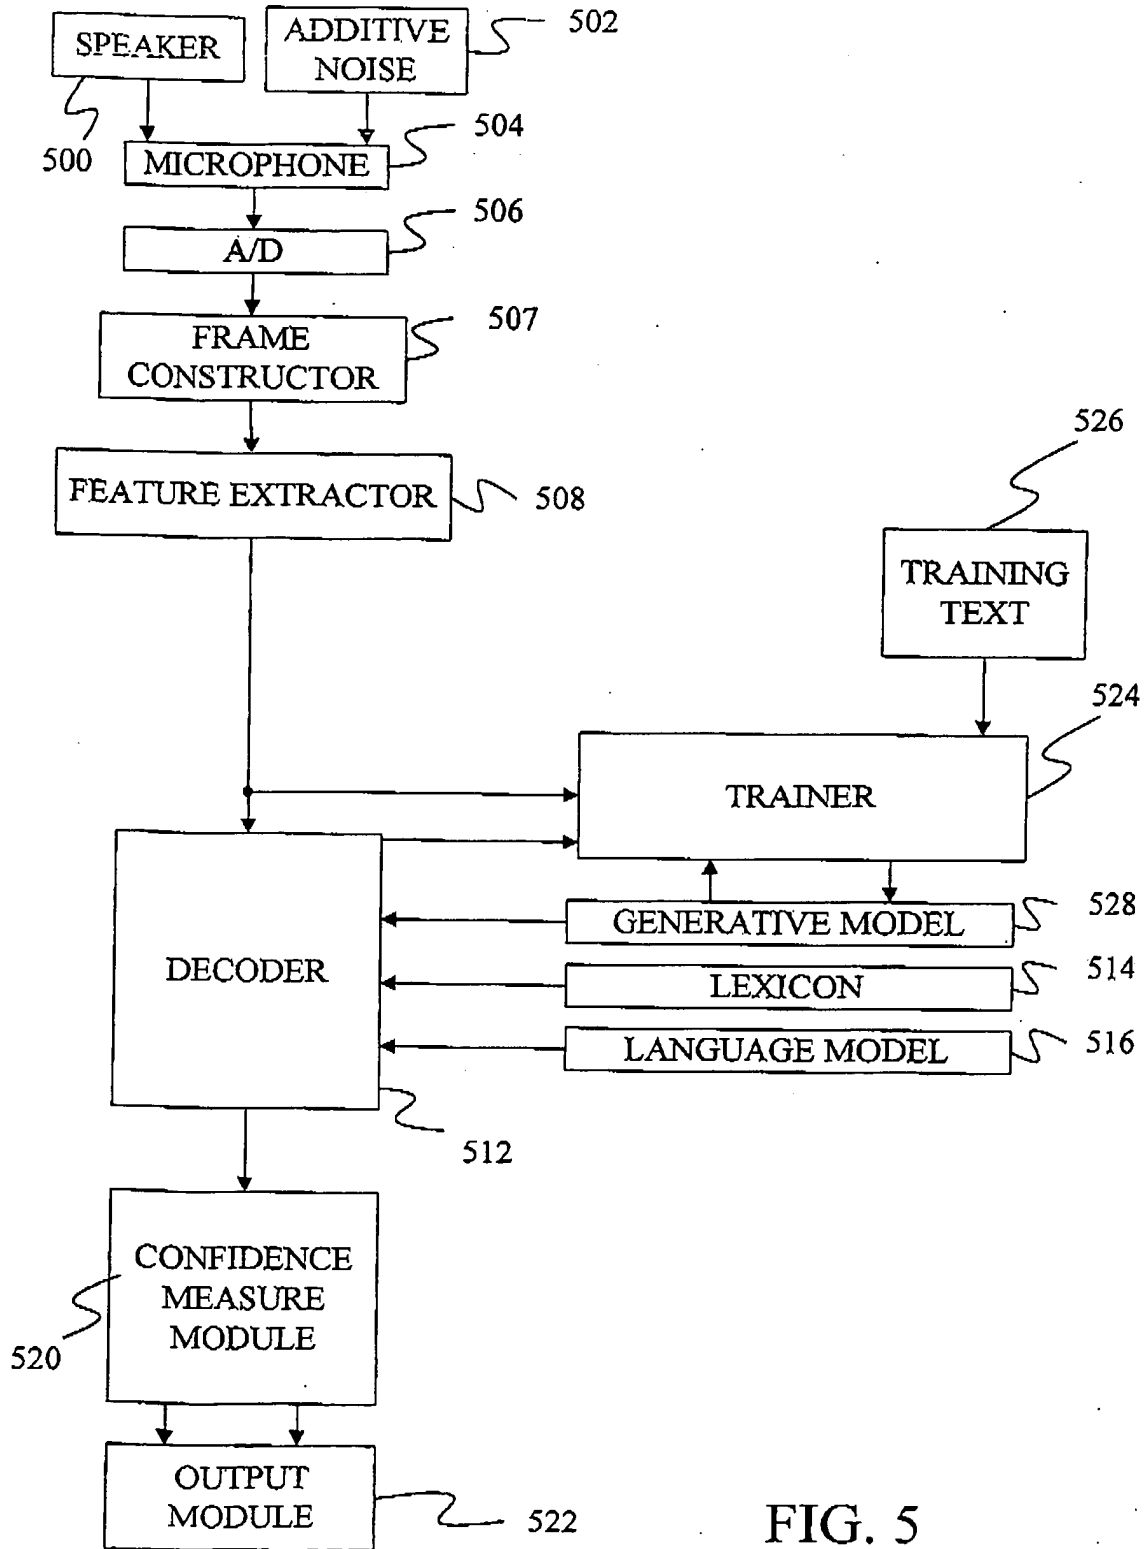 SPEAKER
500
ADDITIVE
NOISE
502
MICROPHONE
504
A/D
506
FRAME
CONSTRUCTOR
507
FEATURE EXTRACTOR
508
526
TRAINING
TEXT
524
TRAINER
DECODER
512
GENERATIVE MODEL
528
LEXICON
514
LANGUAGE MODEL
516
CONFIDENCE
MEASURE
MODULE
520
OUTPUT
MODULE
522
FIG. 5